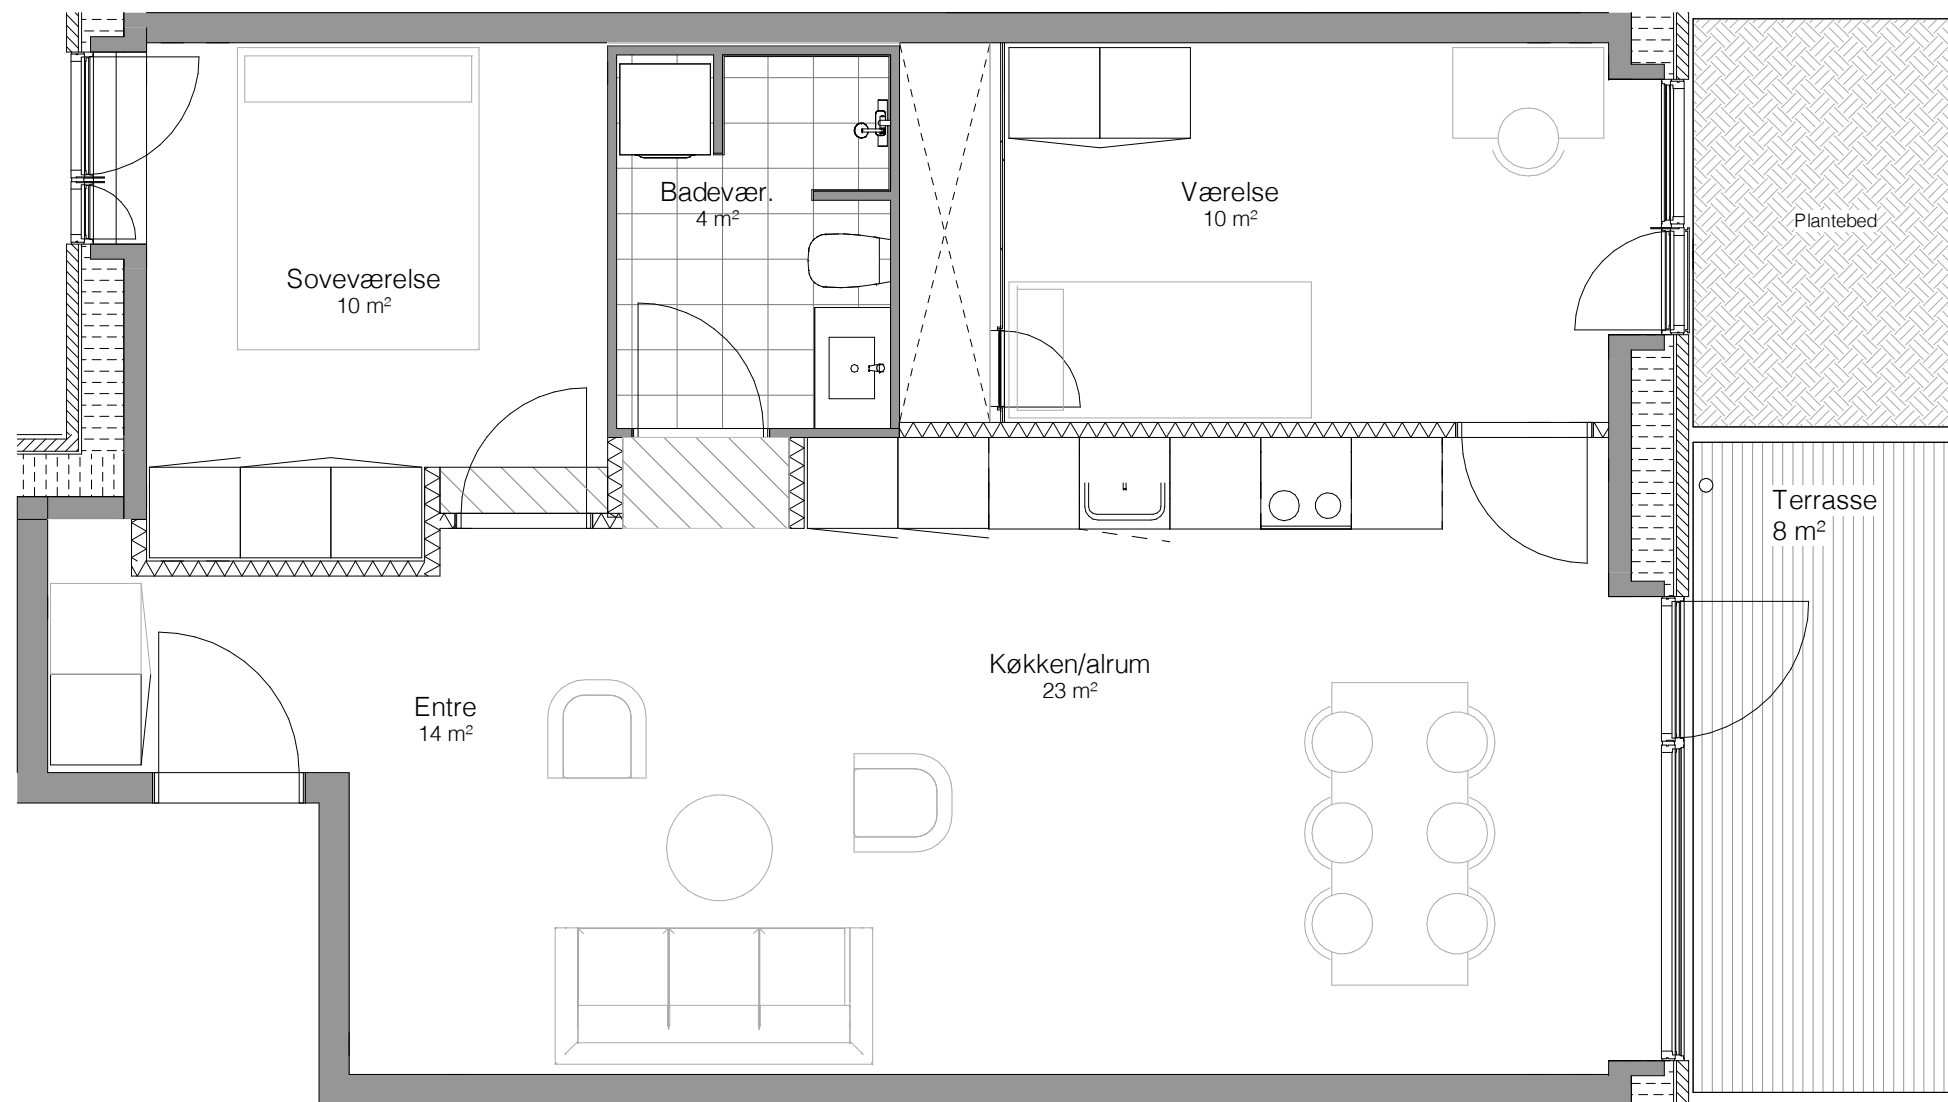 Badevær.
4 m²
Værelse
10 m²
Plantebed
Soveværelse
10 m²
Terrasse
8 m²
Køkken/alrum
23 m²
Entre
14 m²